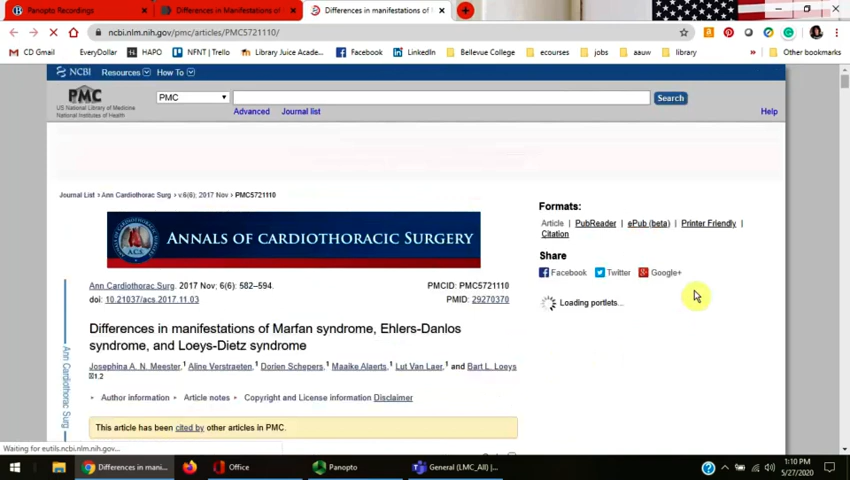 Panopto Recordings
Differences in Manifestations of
Differences in manifestations of
ncbi.nlm.nih.gov/pmc/articles/PMC5721110/
CD Gmail EveryDollar HAPO NFNT | Trello Library Juice Academ... Facebook LinkedIn Bellevue College ecourses jobs aauw library Other bookmarks
NCBI Resources How To
PMC
US National Library of Medicine
National Institutes of Health
PMC Search
Advanced Journal list Help
Journal List > Ann Cardiothorac Surg > v.6(6); 2017 Nov > PMC5721110
ANNALS OF CARDIOTHORACIC SURGERY
A.C.S
Ann Cardiothorac Surg. 2017 Nov; 6(6): 582–594. PMCID: PMC5721110
doi: 10.21037/acs.2017.11.03 PMID: 29270370
Differences in manifestations of Marfan syndrome, Ehlers-Danlos
syndrome, and Loeys-Dietz syndrome
Josephina A. N. Meester,1 Aline Verstraeten,1 Dorien Schepers,1 Maaike Alaerts,1 Lut Van Laer,1 and Bart L. Loeys
1,2
Author information Article notes Copyright and License information Disclaimer
This article has been cited by other articles in PMC.
Ann Cardiothorac Surg
Formats:
Article | PubReader | ePub (beta) | Printer Friendly |
Citation
Share
Facebook Twitter Google+
Loading portlets...
Waiting for eutils.ncbi.nlm.nih.gov...
Differences in mani... Office Panopto General (LMC_All) |...
1:10 PM
5/27/2020